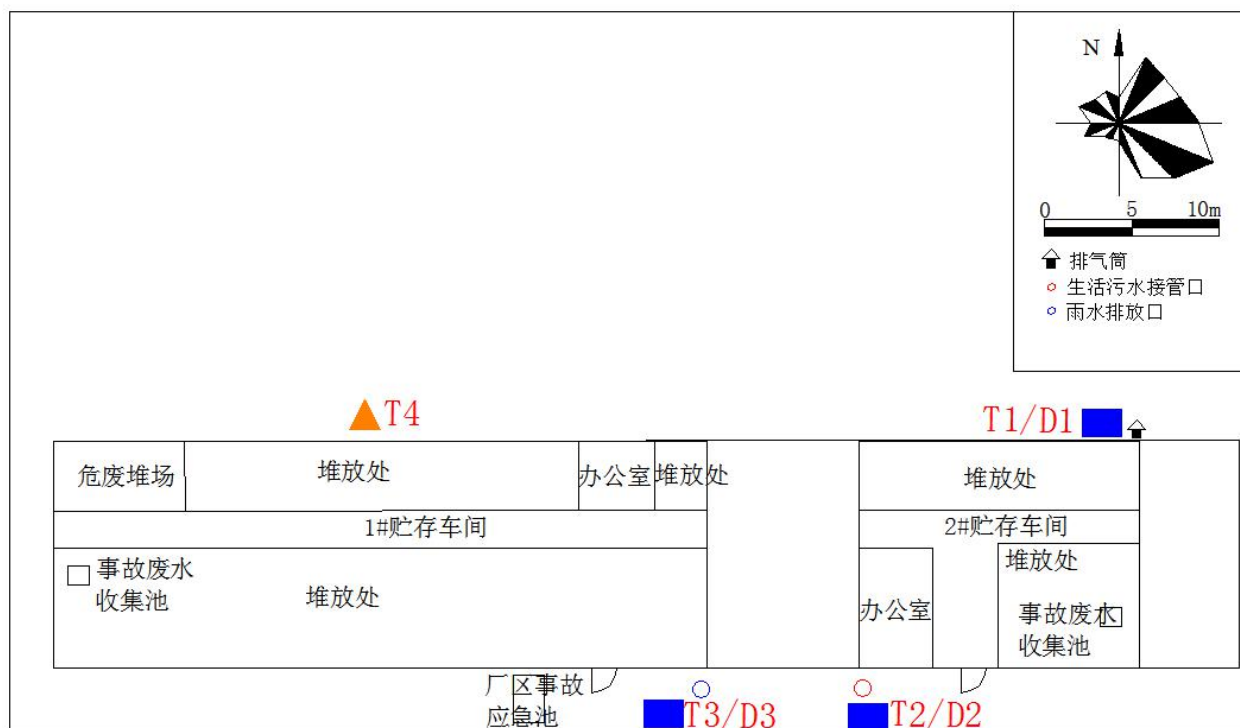 N
0 5 10m
排气筒
生活污水接管口
雨水排放口
T4
T1/D1
危废堆场
堆放处
办公室
堆放处
堆放处
1#贮存车间
2#贮存车间
事故废水
收集池
堆放处
办公室
堆放处
事故废水
收集池
厂区事故
应急池
T3/D3
T2/D2